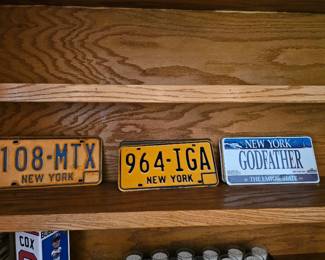 108-MTX
NEW YORK
964-IGA
NEW YORK
NEW YORK
GODFATHER
THE EMPIRE STATE
COX